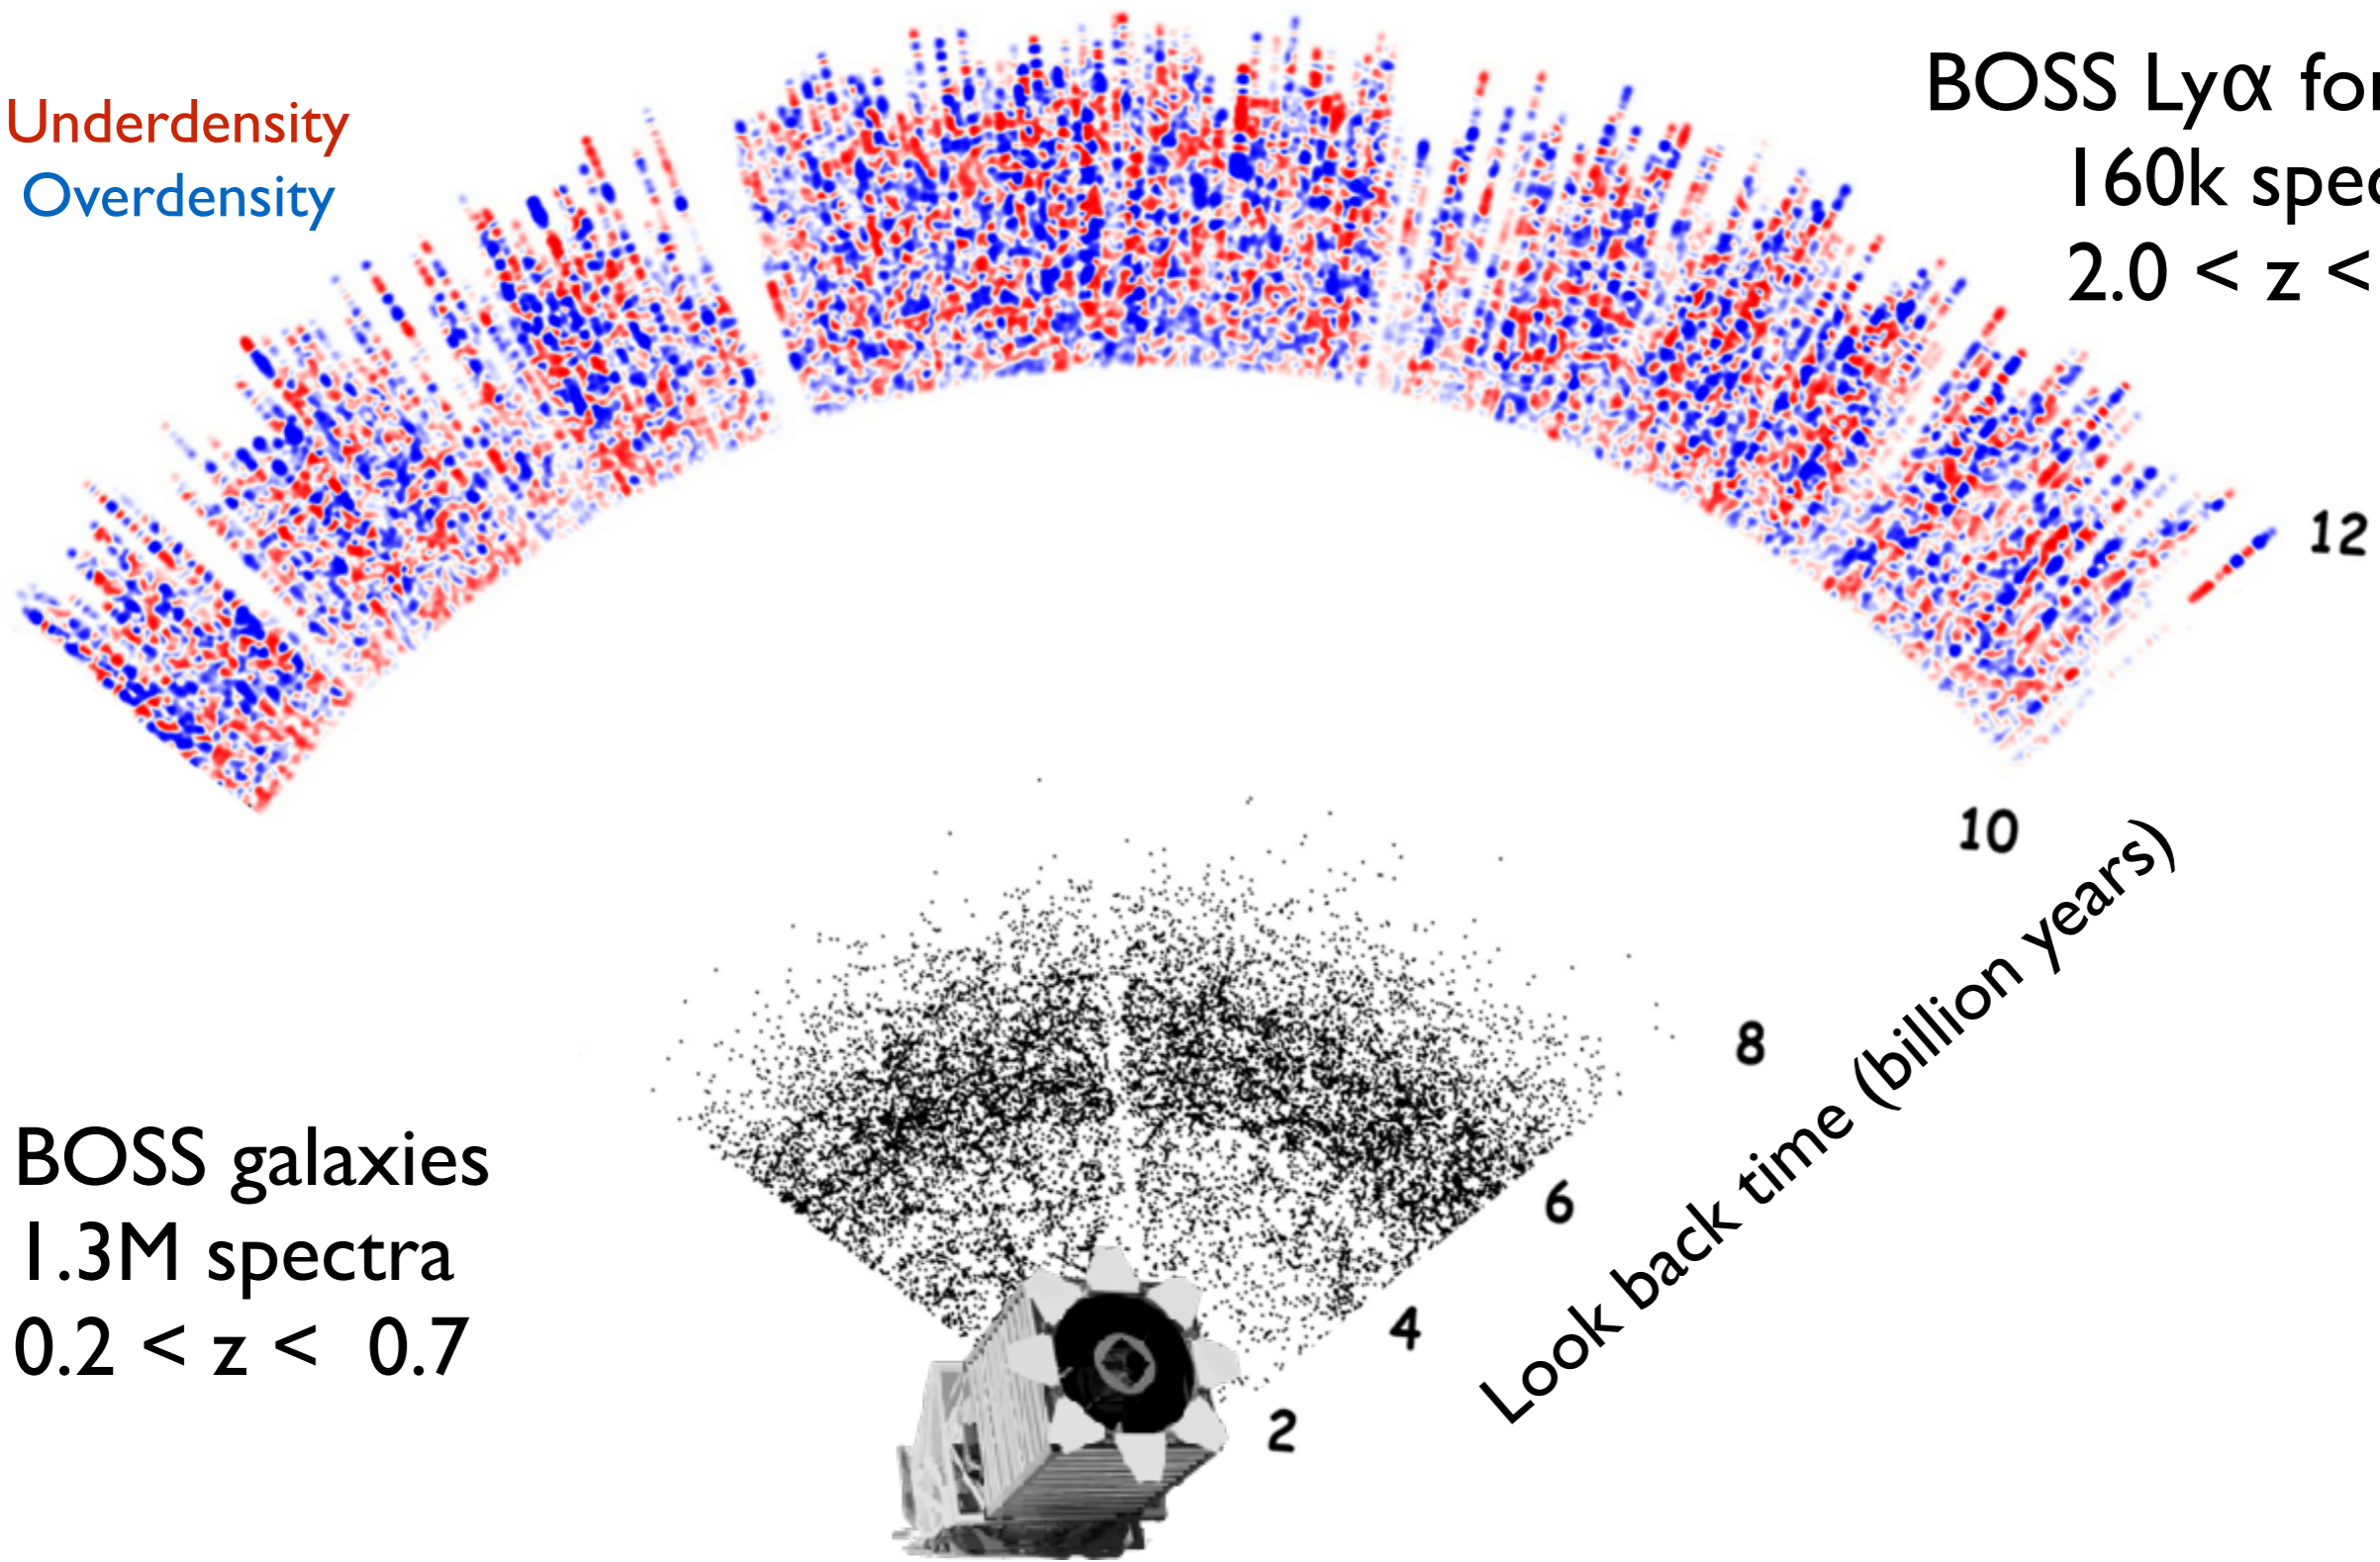 Underdensity
Overdensity
BOSS Lyα
160k
2.0 < z <
12
10
8
6
4
2
Look back time (billion years)
BOSS galaxies
1.3M spectra
0.2 < z < 0.7